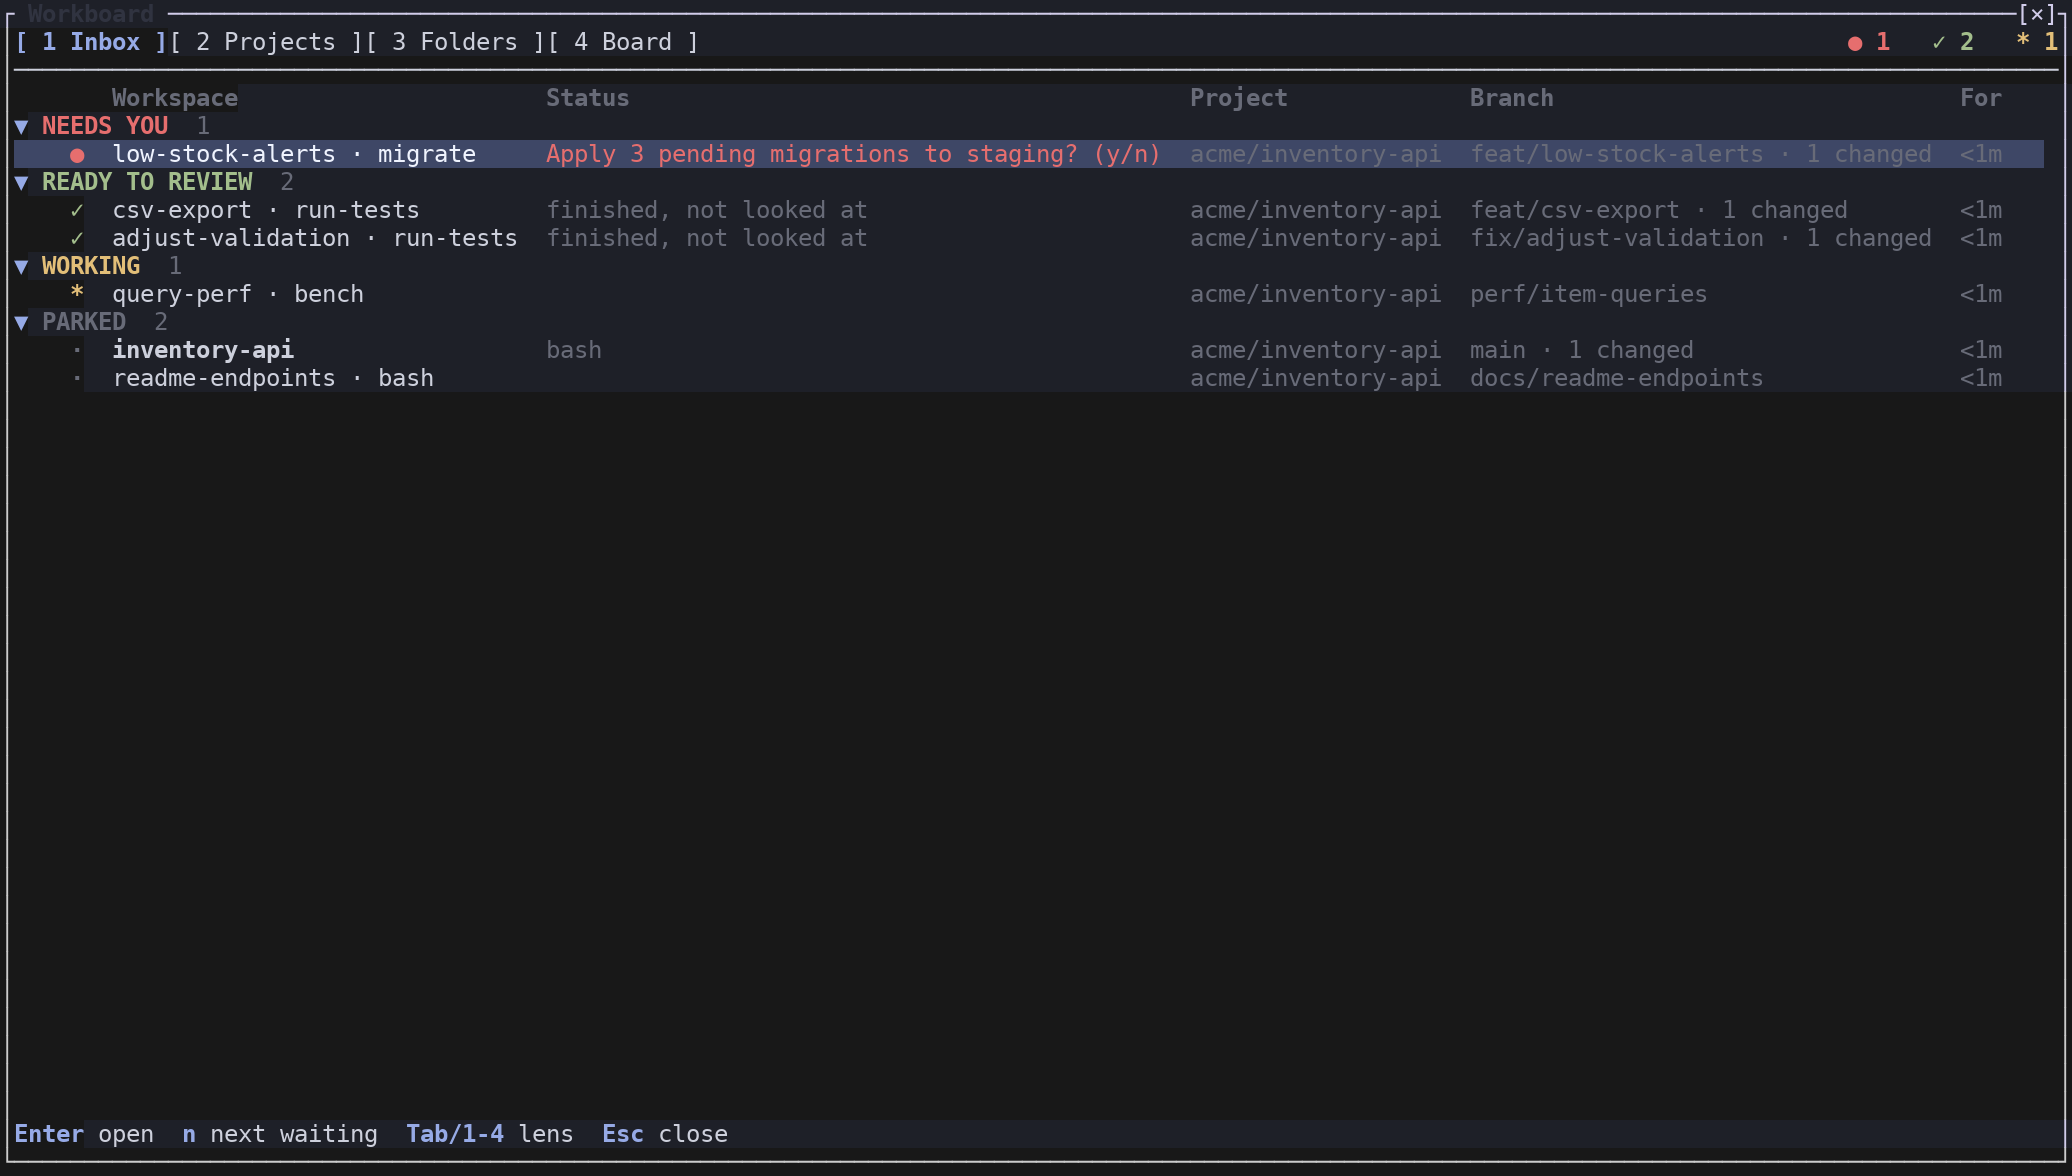 Workboard [×]
[ 1 Inbox ][ 2 Projects ][ 3 Folders ][ 4 Board ] ● 1 ✓ 2 * 1
Workspace Status Project Branch For
▼ NEEDS YOU 1
● low-stock-alerts · migrate Apply 3 pending migrations to staging? (y/n) acme/inventory-api feat/low-stock-alerts · 1 changed <1m
▼ READY TO REVIEW 2
✓ csv-export · run-tests finished, not looked at acme/inventory-api feat/csv-export · 1 changed <1m
✓ adjust-validation · run-tests finished, not looked at acme/inventory-api fix/adjust-validation · 1 changed <1m
▼ WORKING 1
* query-perf · bench acme/inventory-api perf/item-queries <1m
▼ PARKED 2
· inventory-api bash acme/inventory-api main · 1 changed <1m
· readme-endpoints · bash acme/inventory-api docs/readme-endpoints <1m
Enter open n next waiting Tab/1-4 lens Esc close